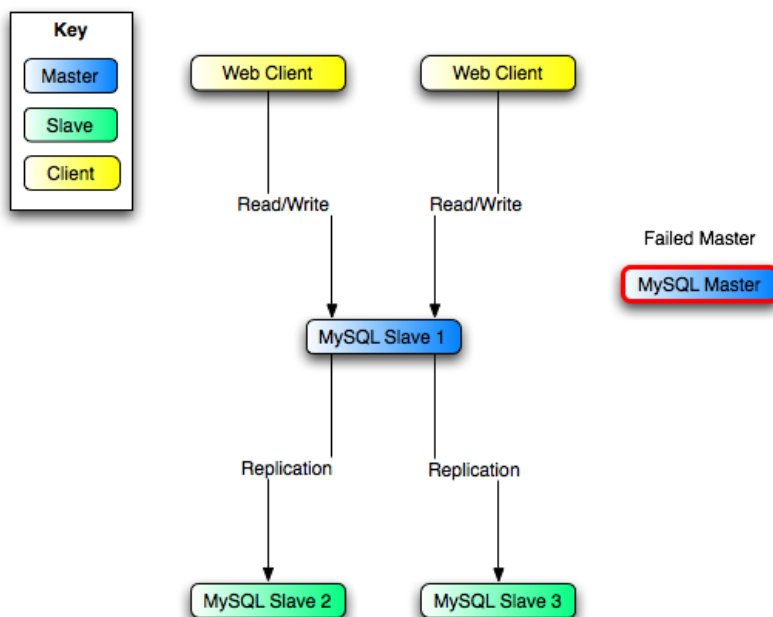 Key
Master
Slave
Client
Web Client
Web Client
Read/Write
Read/Write
Failed Master
MySQL Master
MySQL Slave 1
Replication
Replication
MySQL Slave 2
MySQL Slave 3